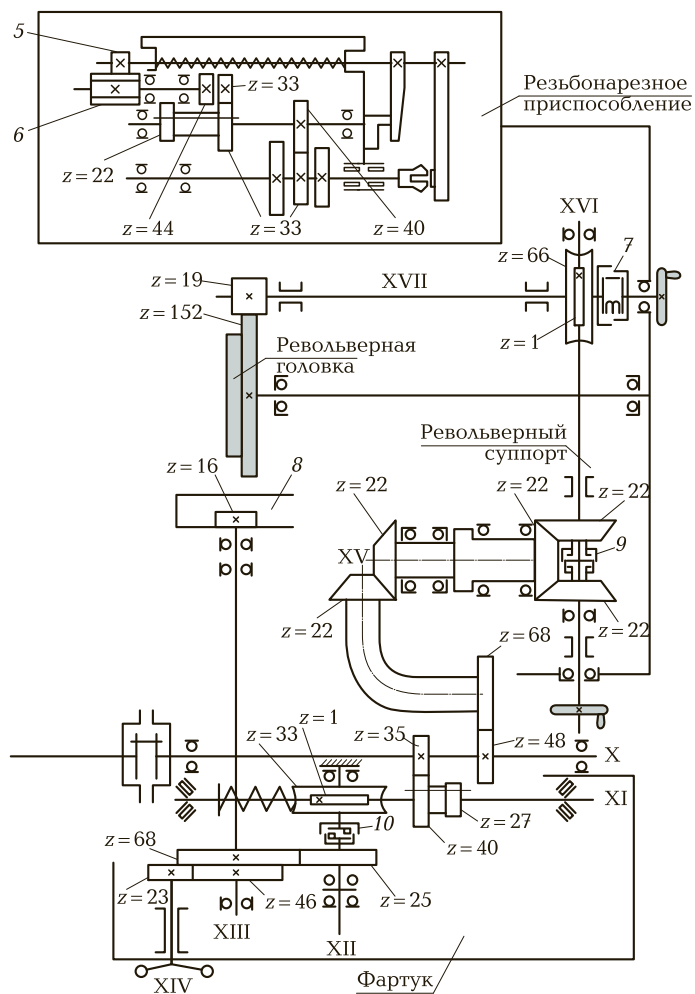 5
z=33
Резьбонарезное
приспособление
6
z=22
z=44
z=33
z=40
XVI
z=66
7
z=19
XVII
z=152
z=1
Револьверная
головка
Револьверный
суппорт
z=16
8
z=22
z=22
z=22
XV
9
z=22
z=22
z=68
z=33
z=1
z=35
z=48
X
XI
10
z=27
z=68
z=40
z=23
z=46
z=25
XIII
XII
XIV
Фартук